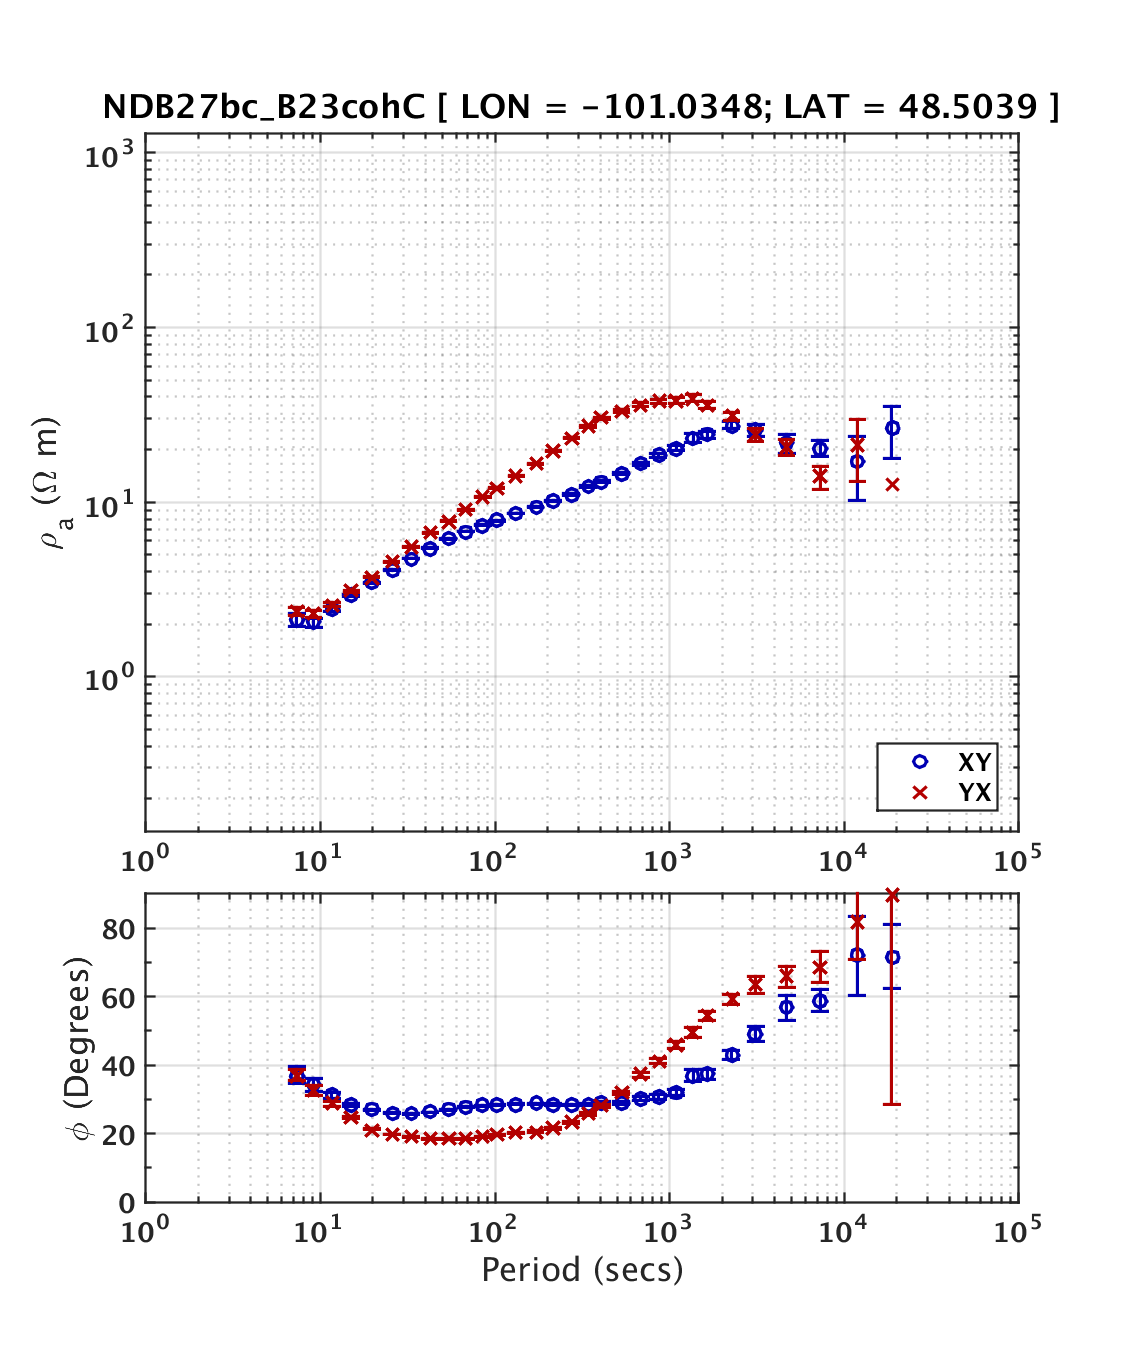 NDB27bc_B23cohC [ LON = −101.0348; LAT = 48.5039 ]
10³
10²
10¹
10⁰
ρₐ (Ω m)
XY
YX
10⁰ 10¹ 10² 10³ 10⁴ 10⁵
80
60
40
20
0
ϕ (Degrees)
10⁰ 10¹ 10² 10³ 10⁴ 10⁵
Period (secs)